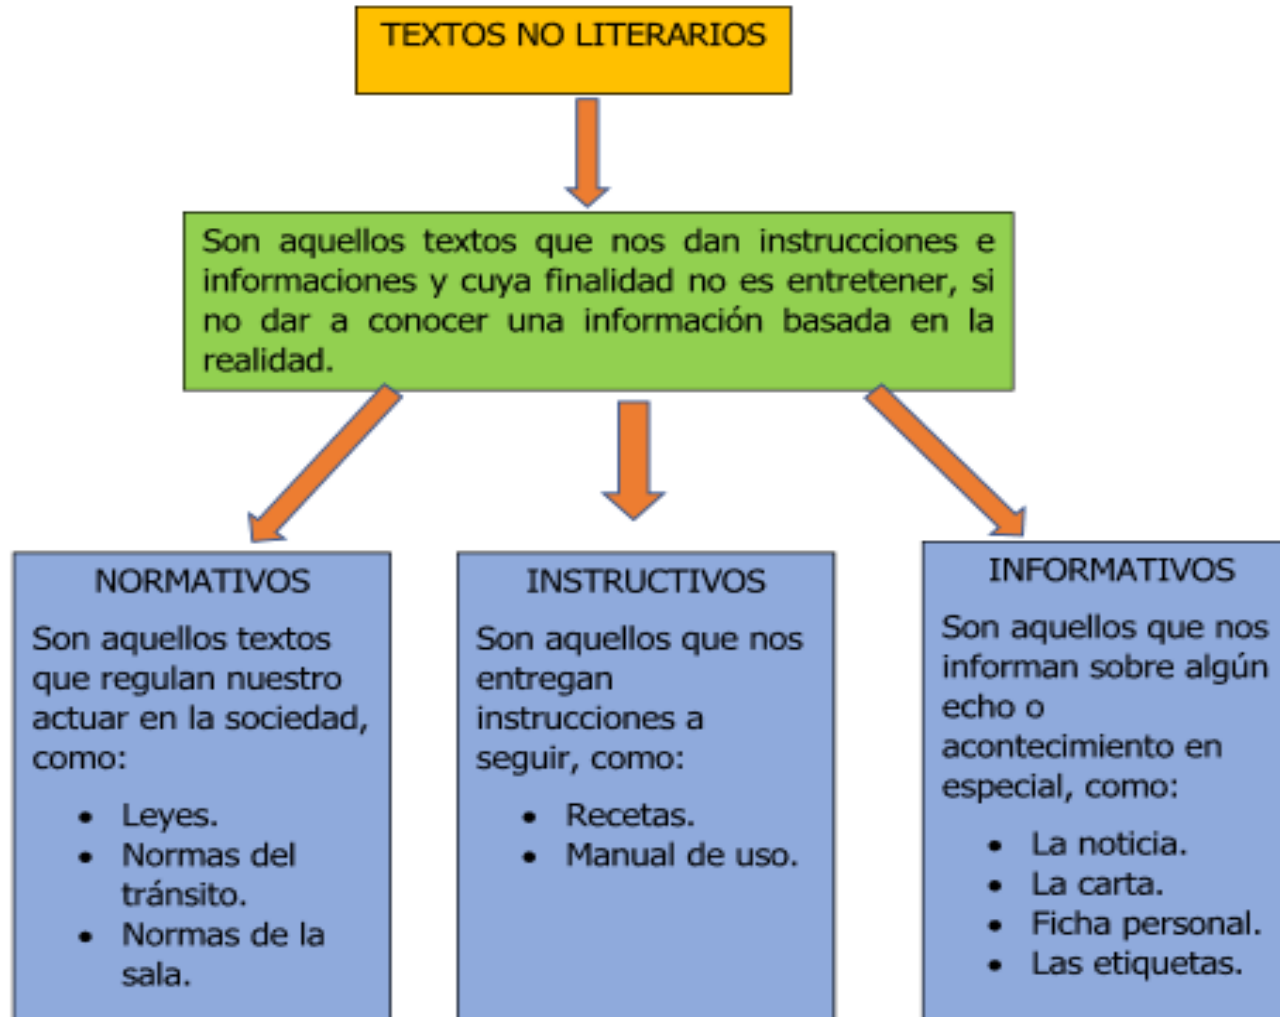 TEXTOS NO LITERARIOS
Son aquellos textos que nos dan instrucciones e
informaciones y cuya finalidad no es entretener, si
no dar a conocer una información basada en la
realidad.
NORMATIVOS
Son aquellos textos
que regulan nuestro
actuar en la sociedad,
como:
• Leyes.
• Normas del
tránsito.
• Normas de la
sala.
INSTRUCTIVOS
Son aquellos que nos
entregan
instrucciones a
seguir, como:
• Recetas.
• Manual de uso.
INFORMATIVOS
Son aquellos que nos
informan sobre algún
echo o
acontecimiento en
especial, como:
• La noticia.
• La carta.
• Ficha personal.
• Las etiquetas.